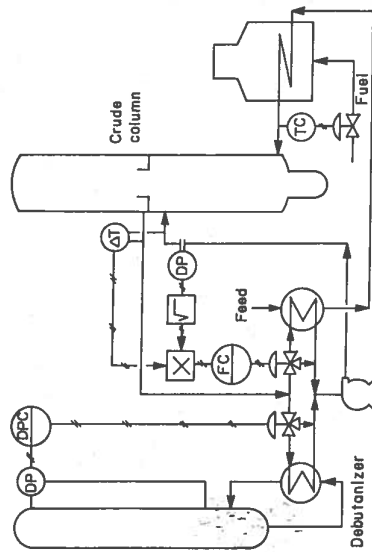 Crude
column
ΔT
DPC
DP
DP
√
×
FC
TC
Feed
Fuel
Debutanizer